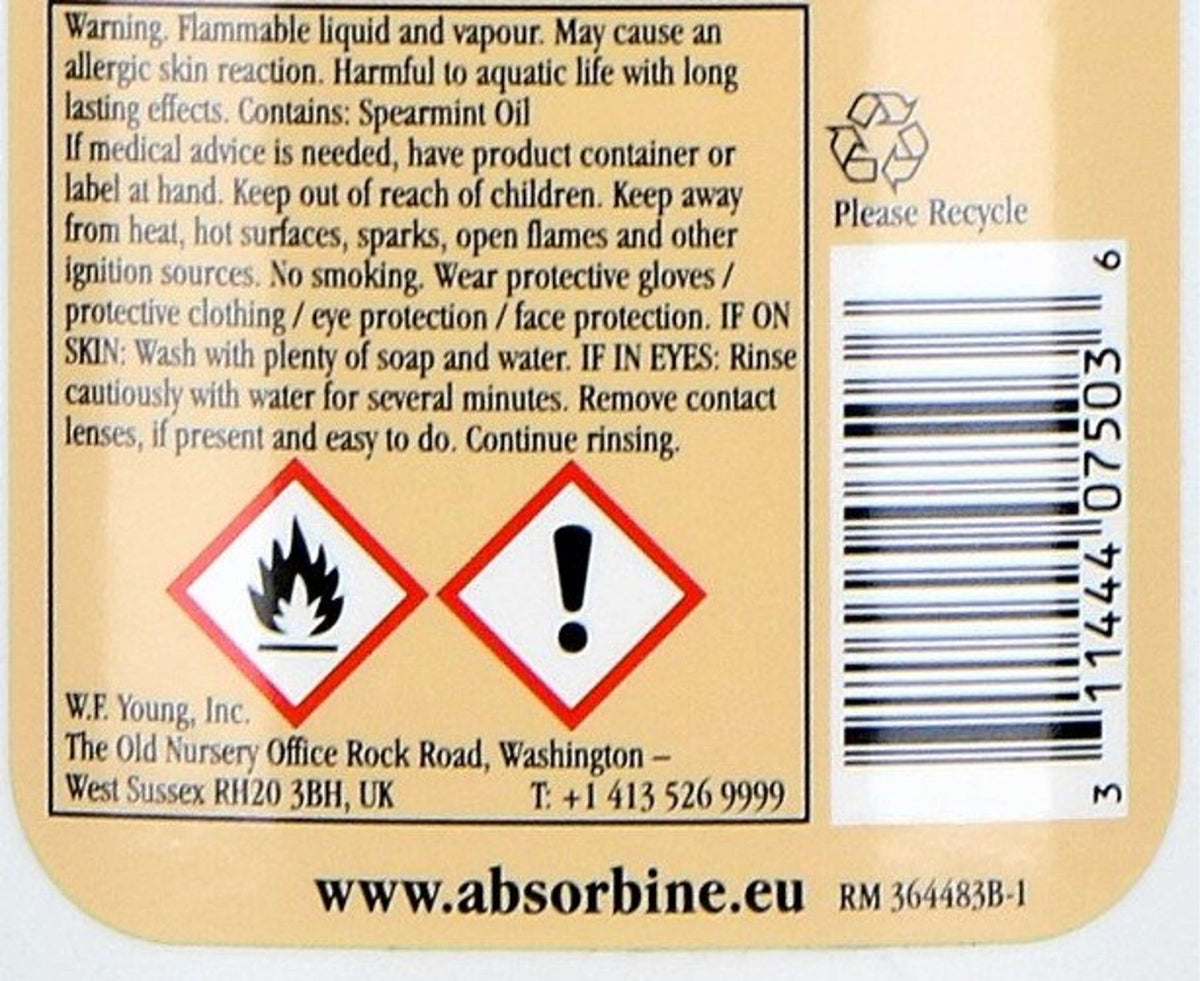 Warning. Flammable liquid and vapour. May cause an
allergic skin reaction. Harmful to aquatic life with long
lasting effects. Contains: Spearmint Oil
If medical advice is needed, have product container or
label at hand. Keep out of reach of children. Keep away
from heat, hot surfaces, sparks, open flames and other
ignition sources. No smoking. Wear protective gloves /
protective clothing / eye protection / face protection. IF ON
SKIN: Wash with plenty of soap and water. IF IN EYES: Rinse
cautiously with water for several minutes. Remove contact
lenses, if present and easy to do. Continue rinsing.
W.F. Young, Inc.
The Old Nursery Office Rock Road, Washington –
West Sussex RH20 3BH, UK T: +1 413 526 9999
Please Recycle
3 11444 07503 6
www.absorbine.eu
RM 364483B-1